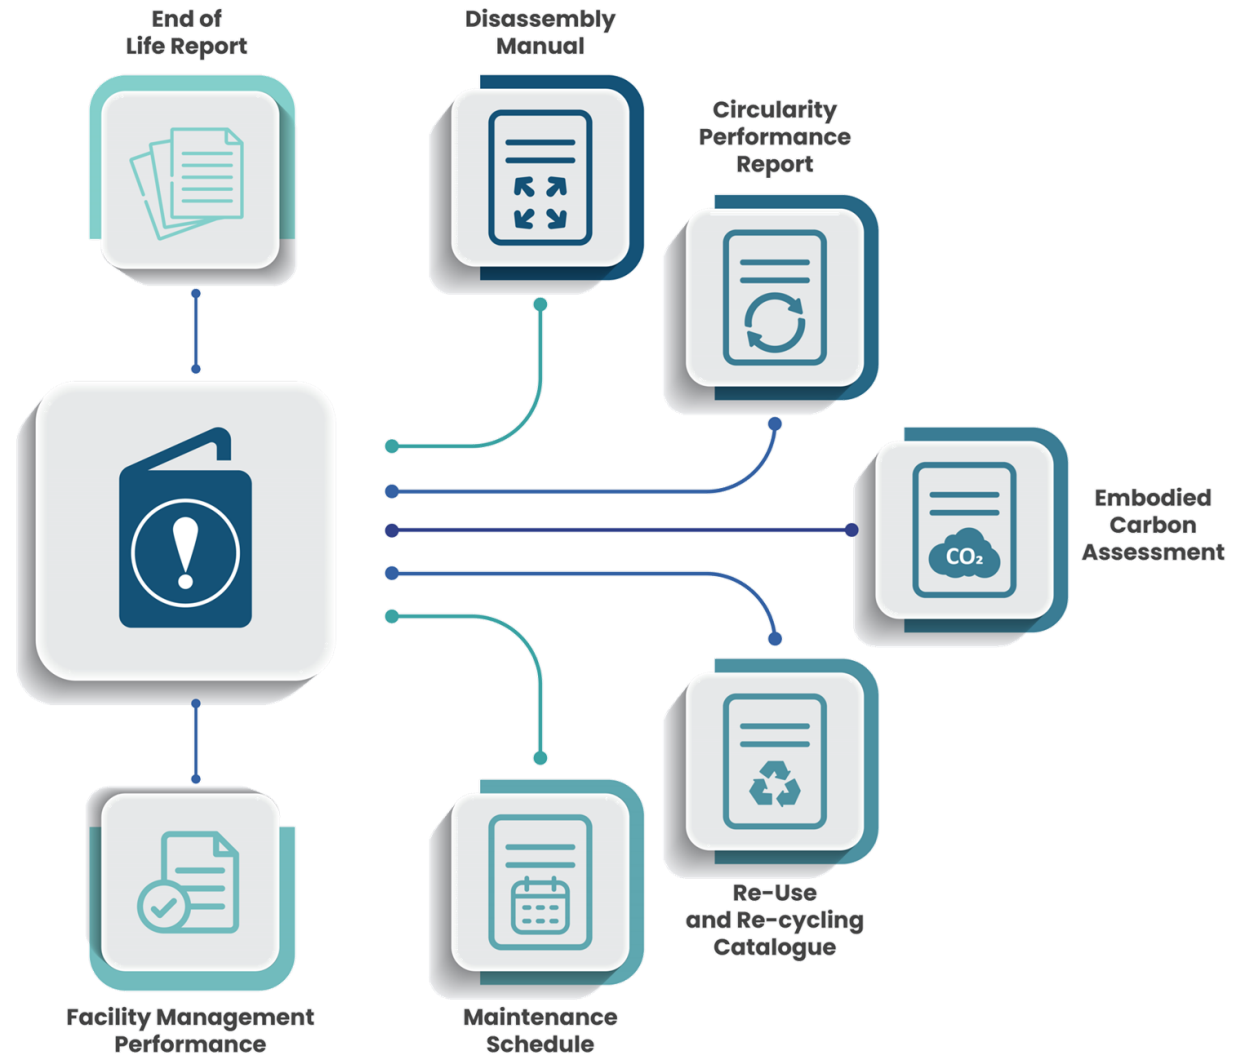 End of
Life Report
Disassembly
Manual
Circularity
Performance
Report
Embodied
Carbon
Assessment
CO₂
Re-Use
and Re-cycling
Catalogue
Maintenance
Schedule
Facility Management
Performance